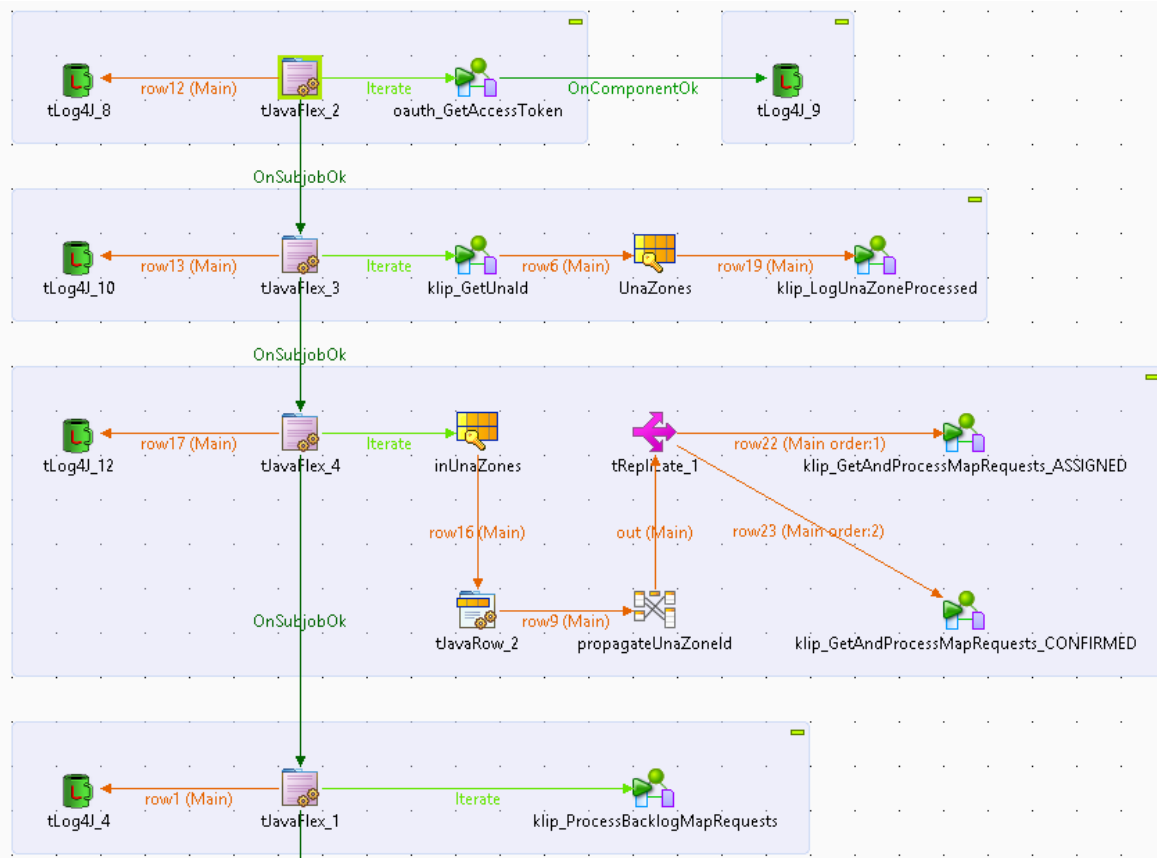 row12 (Main)
Iterate
OnComponentOk
tLog4J_8
tJavaFlex_2
oauth_GetAccessToken
tLog4J_9
OnSubjobOk
row13 (Main)
Iterate
row6 (Main)
row19 (Main)
tLog4J_10
tJavaFlex_3
klip_GetUnaId
UnaZones
klip_LogUnaZoneProcessed
OnSubjobOk
row17 (Main)
Iterate
row22 (Main order:1)
tLog4J_12
tJavaFlex_4
inUnaZones
tReplicate_1
klip_GetAndProcessMapRequests_ASSIGNED
row16 (Main)
out (Main)
row23 (Main order:2)
OnSubjobOk
row9 (Main)
tJavaRow_2
propagateUnaZoneId
klip_GetAndProcessMapRequests_CONFIRMED
row1 (Main)
Iterate
tLog4J_4
tJavaFlex_1
klip_ProcessBacklogMapRequests